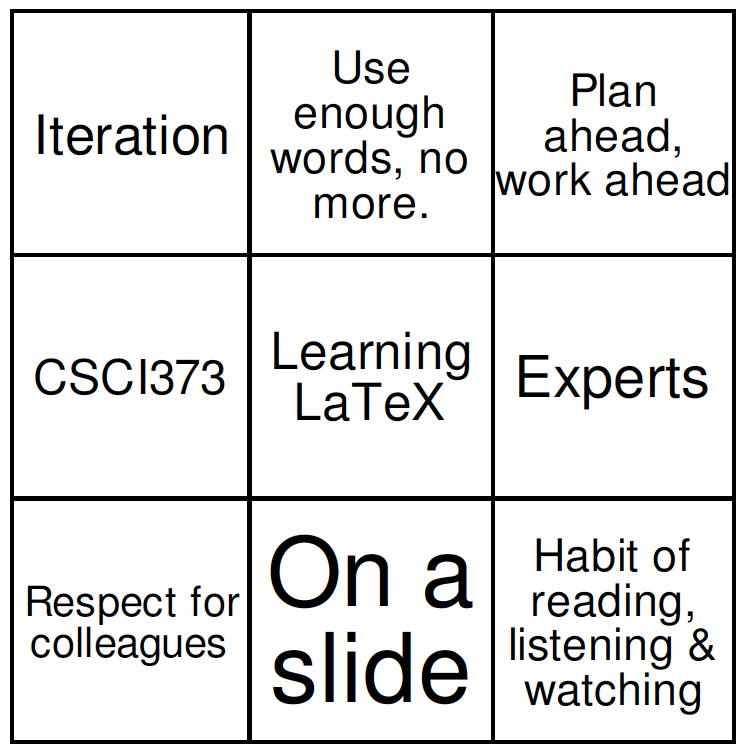 Iteration
Use
enough
words, no
more.
Plan
ahead,
work ahead
CSCI373
Learning
LaTeX
Experts
Respect for
colleagues
On a
slide
Habit of
reading,
listening &
watching